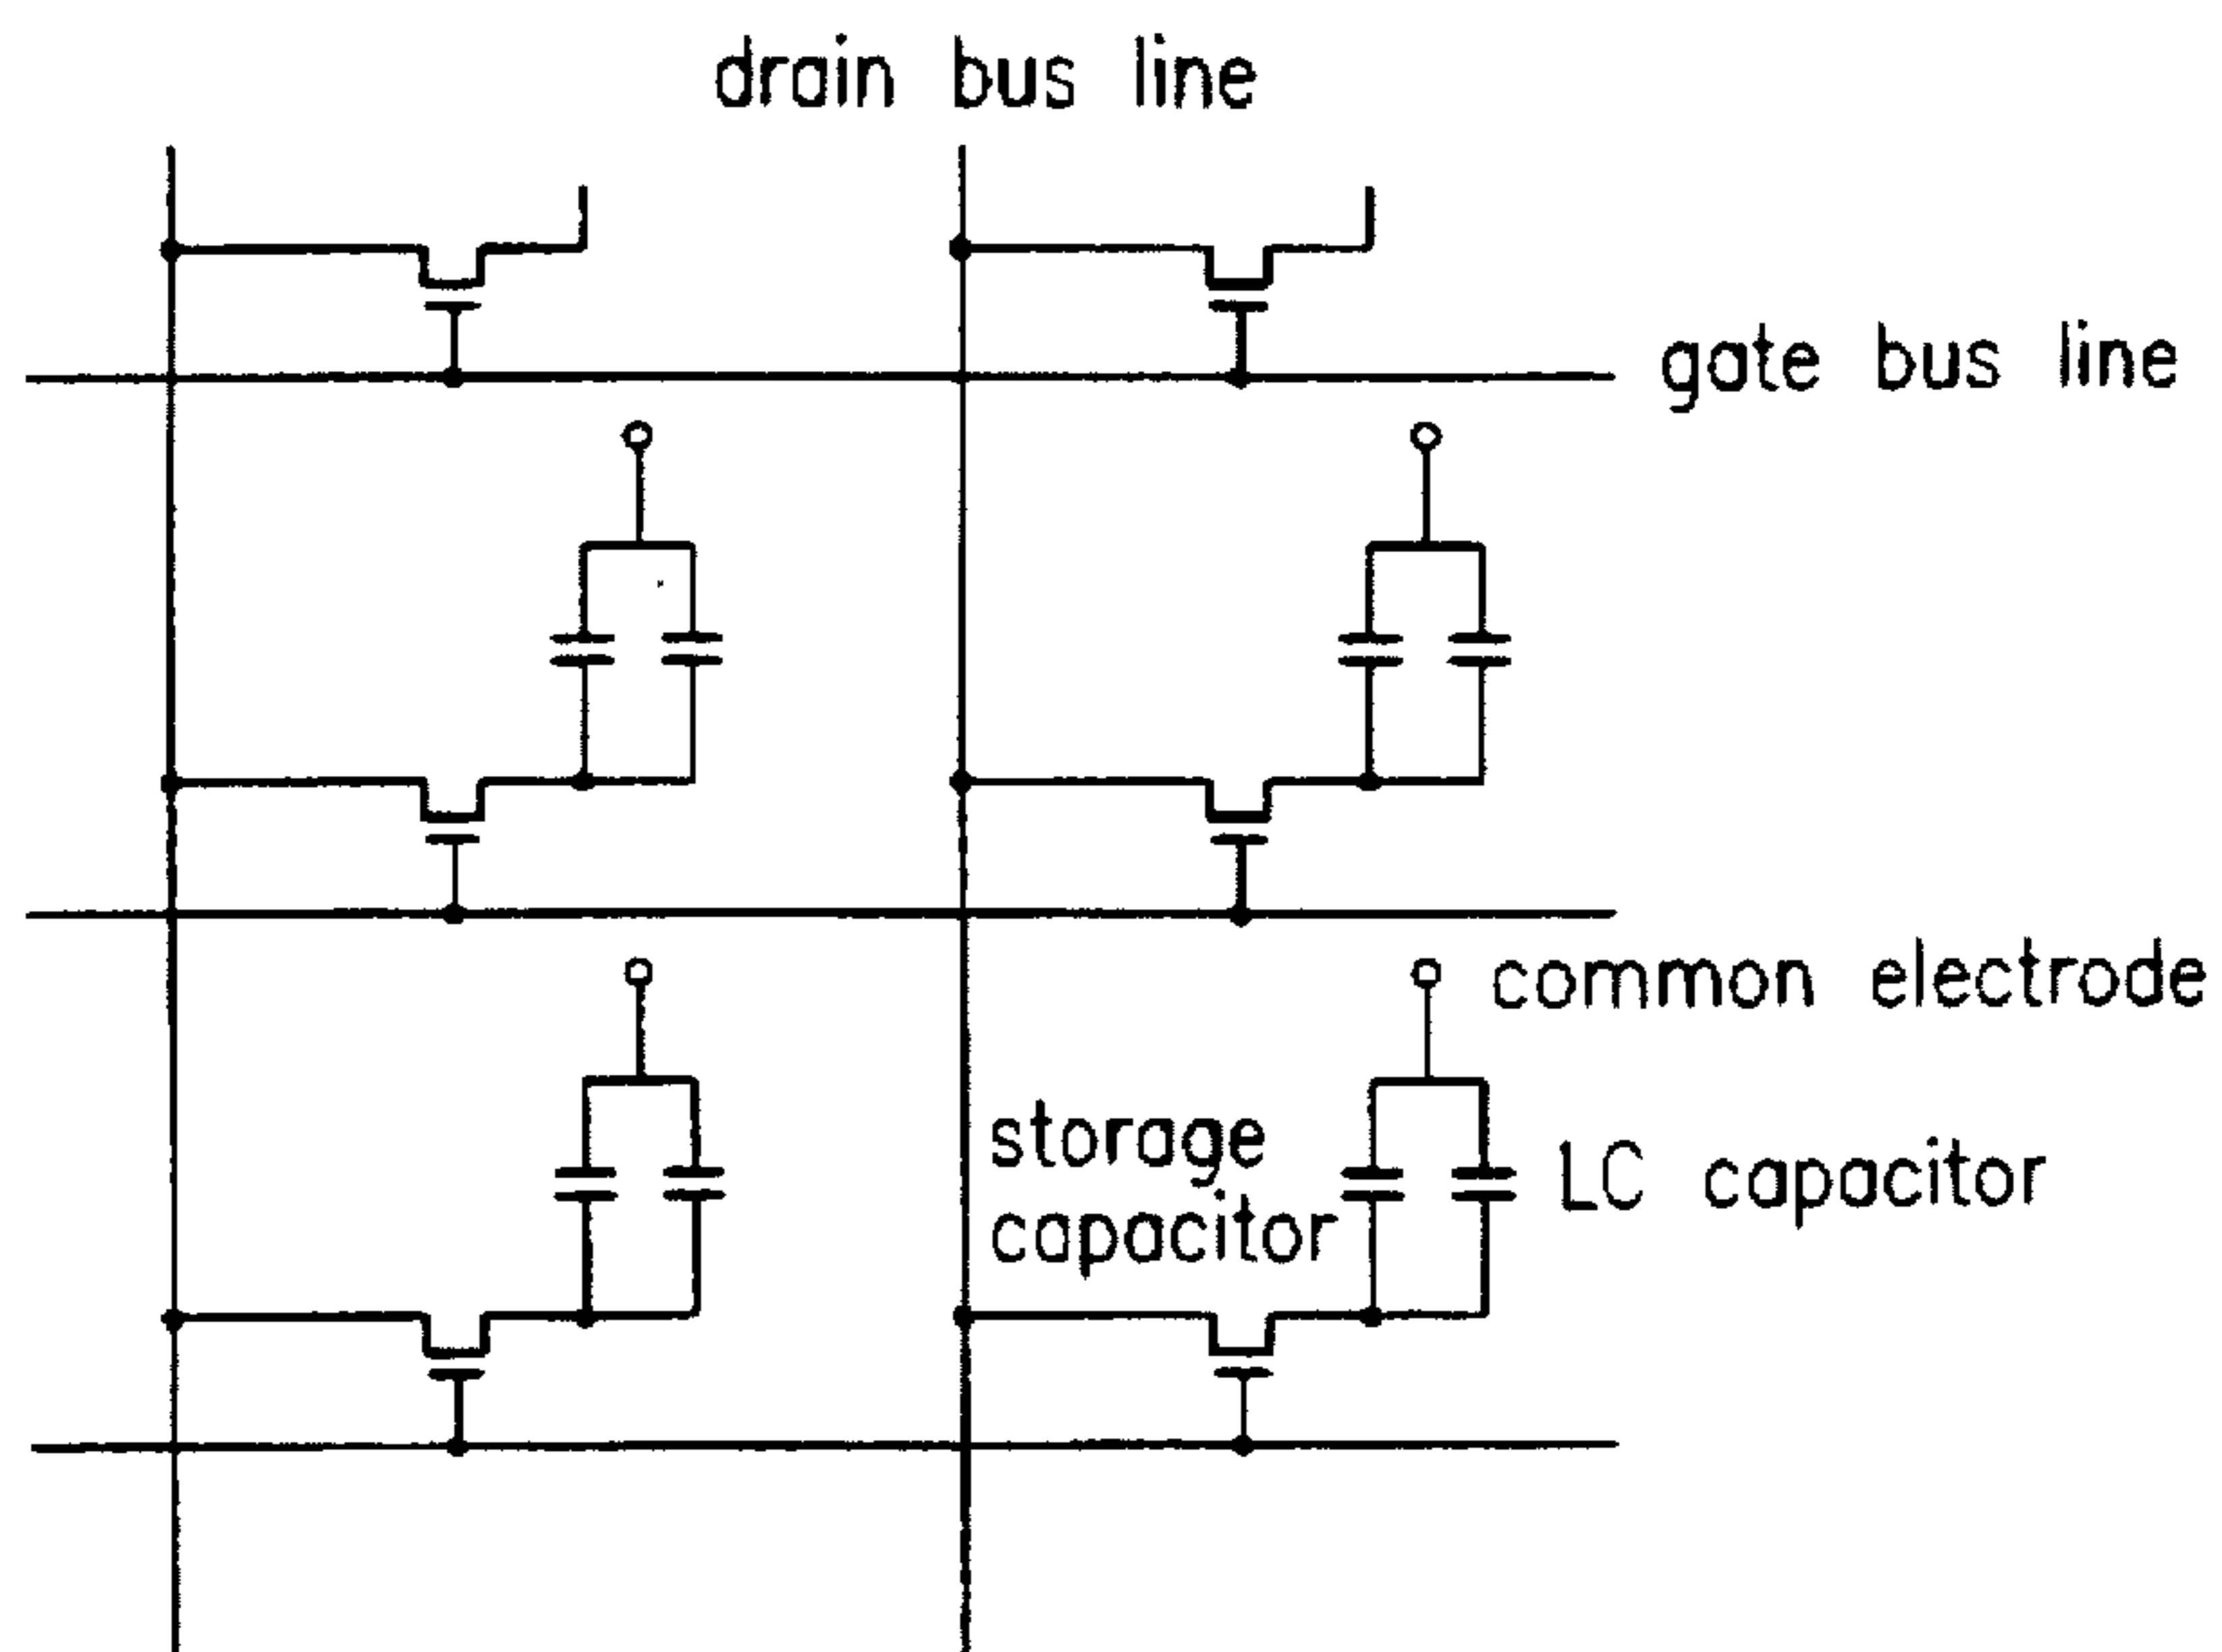 drain bus line
gate bus line
common electrode
storage
capacitor
LC capacitor